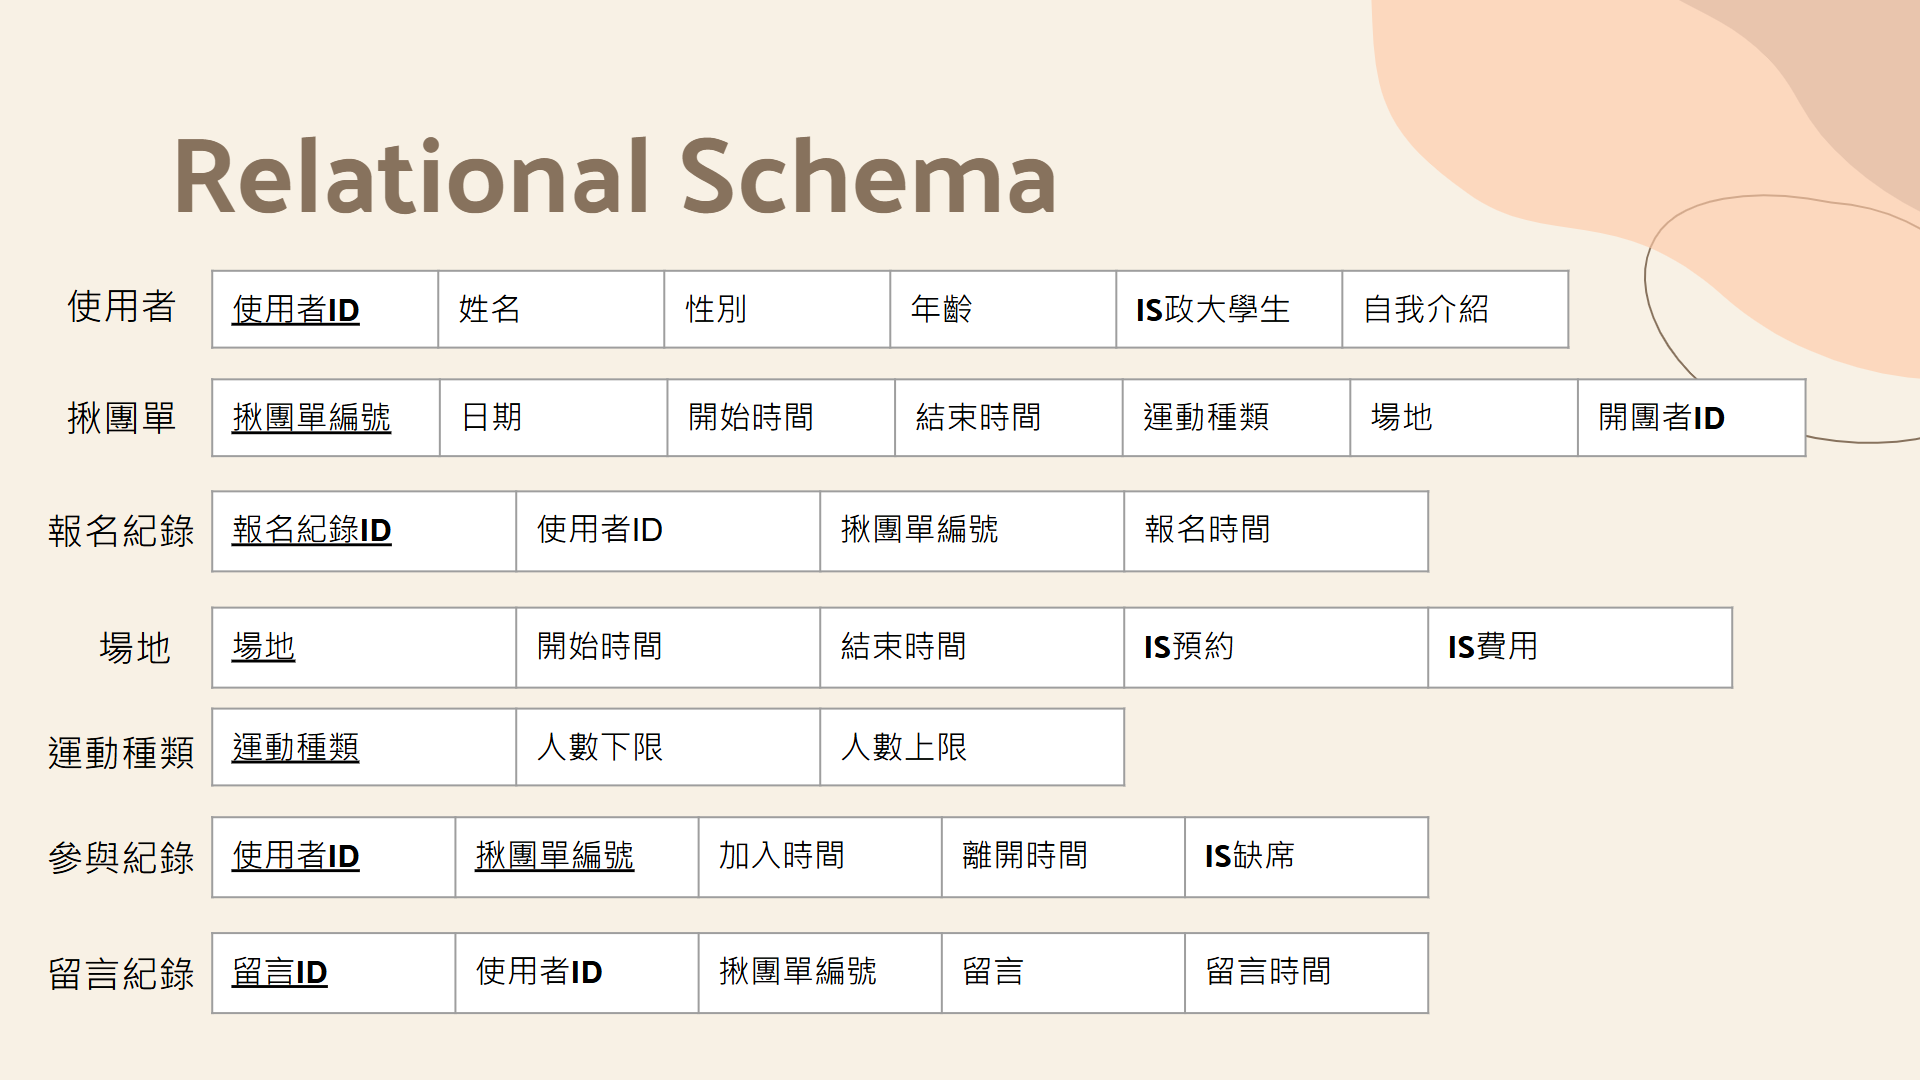 Relational Schema
使用者 使用者ID 姓名 性別 年齡 IS政大學生 自我介紹
揪團單 揪團單編號 日期 開始時間 結束時間 運動種類 場地 開團者ID
報名紀錄 報名紀錄ID 使用者ID 揪團單編號 報名時間
場地 場地 開始時間 結束時間 IS預約 IS費用
運動種類 運動種類 人數下限 人數上限
參與紀錄 使用者ID 揪團單編號 加入時間 離開時間 IS缺席
留言紀錄 留言ID 使用者ID 揪團單編號 留言 留言時間